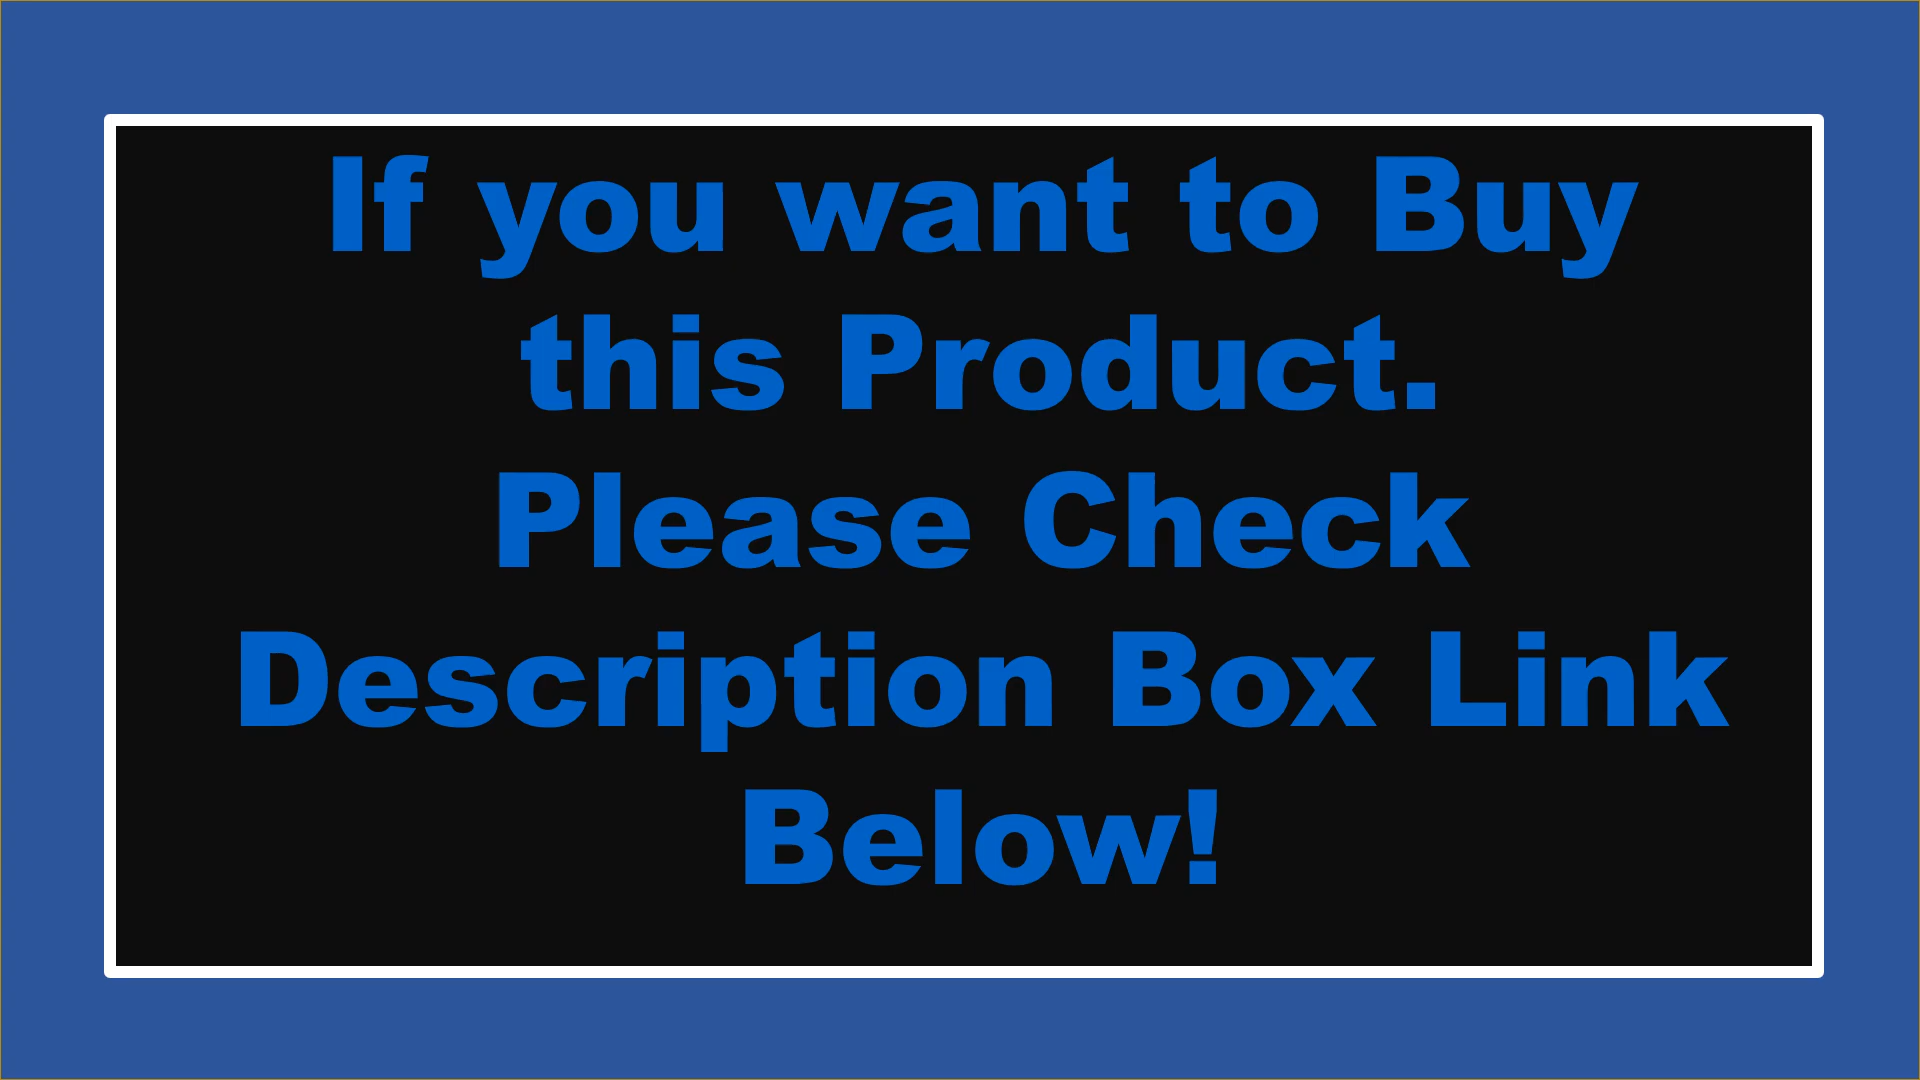 If you want to Buy
this Product.
Please Check
Description Box Link
Below!